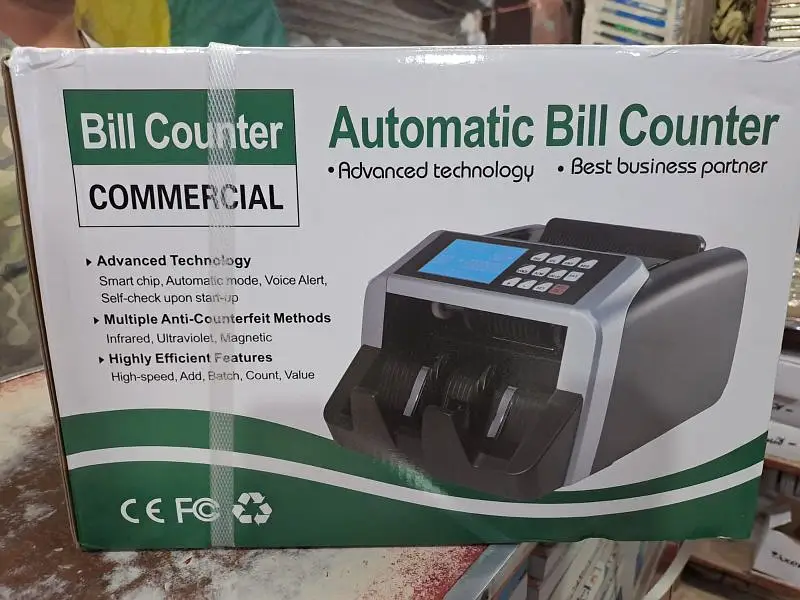 Bill Counter
COMMERCIAL
Automatic Bill Counter
• Advanced technology • Best business partner
Advanced Technology
Smart chip, Automatic mode, Voice Alert,
Self-check upon start-up
Multiple Anti-Counterfeit Methods
Infrared, Ultraviolet, Magnetic
Highly Efficient Features
High-speed, Add, Batch, Count, Value
CE FC